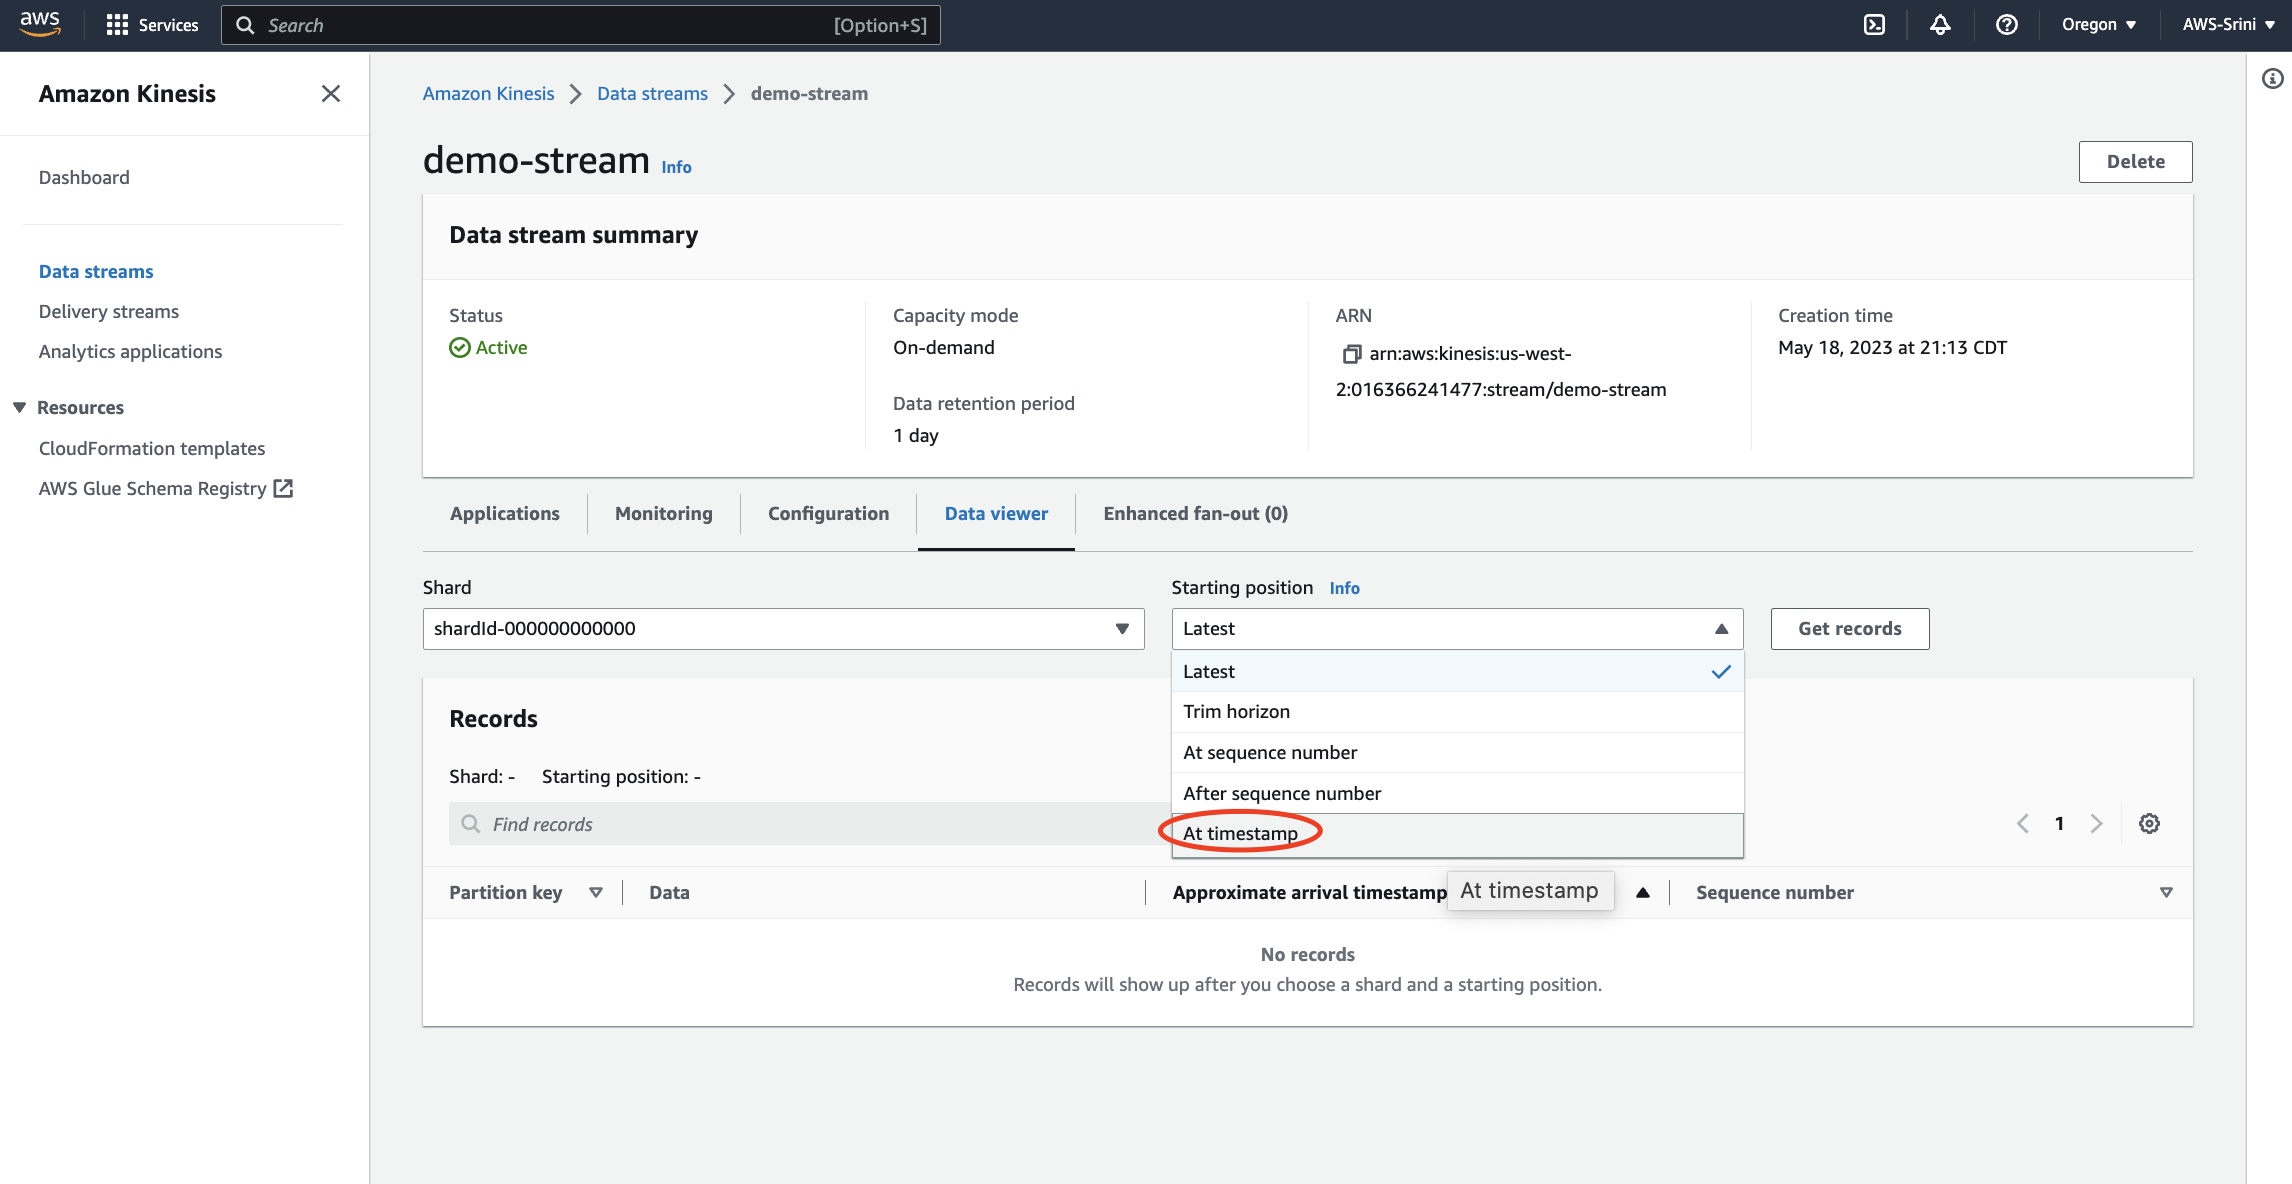 aws
Services
Search
[Option+S]
Oregon
AWS-Srini
Amazon Kinesis
Dashboard
Data streams
Delivery streams
Analytics applications
Resources
CloudFormation templates
AWS Glue Schema Registry
Amazon Kinesis
Data streams
demo-stream
demo-stream Info
Delete
Data stream summary
Status
Active
Capacity mode
On-demand
Data retention period
1 day
ARN
arn:aws:kinesis:us-west-
2:016366241477:stream/demo-stream
Creation time
May 18, 2023 at 21:13 CDT
Applications
Monitoring
Configuration
Data viewer
Enhanced fan-out (0)
Shard
shardId-000000000000
Starting position Info
Latest
Get records
Latest
Trim horizon
At sequence number
After sequence number
At timestamp
Records
Shard: -
Starting position: -
Find records
1
Partition key
Data
Approximate arrival timestamp
At timestamp
Sequence number
No records
Records will show up after you choose a shard and a starting position.